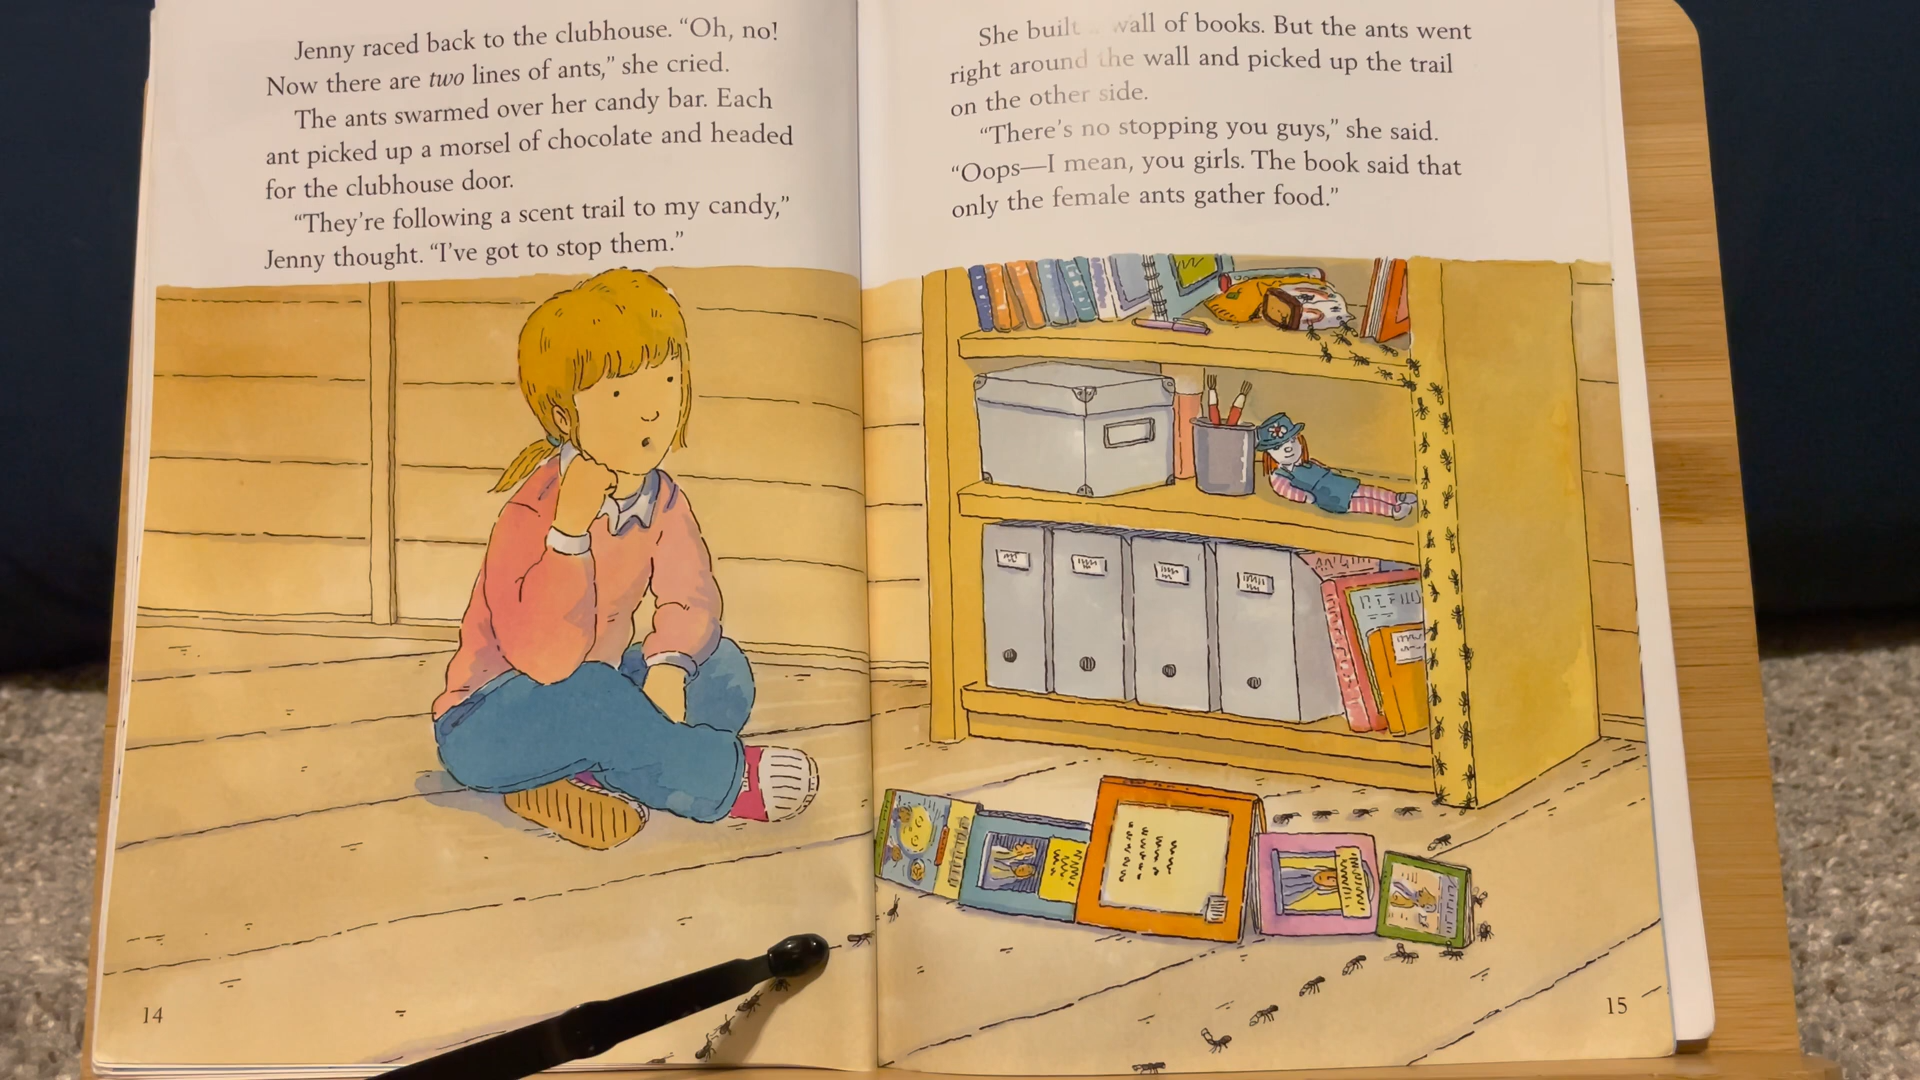 Jenny raced back to the clubhouse. “Oh, no!
Now there are two lines of ants,” she cried.
The ants swarmed over her candy bar. Each
ant picked up a morsel of chocolate and headed
for the clubhouse door.
“They’re following a scent trail to my candy,”
Jenny thought. “I’ve got to stop them.”
14
She built wall of books. But the ants went
right around the wall and picked up the trail
on the other side.
“There’s no stopping you guys,” she said.
“Oops—I mean, you girls. The book said that
only the female ants gather food.”
15